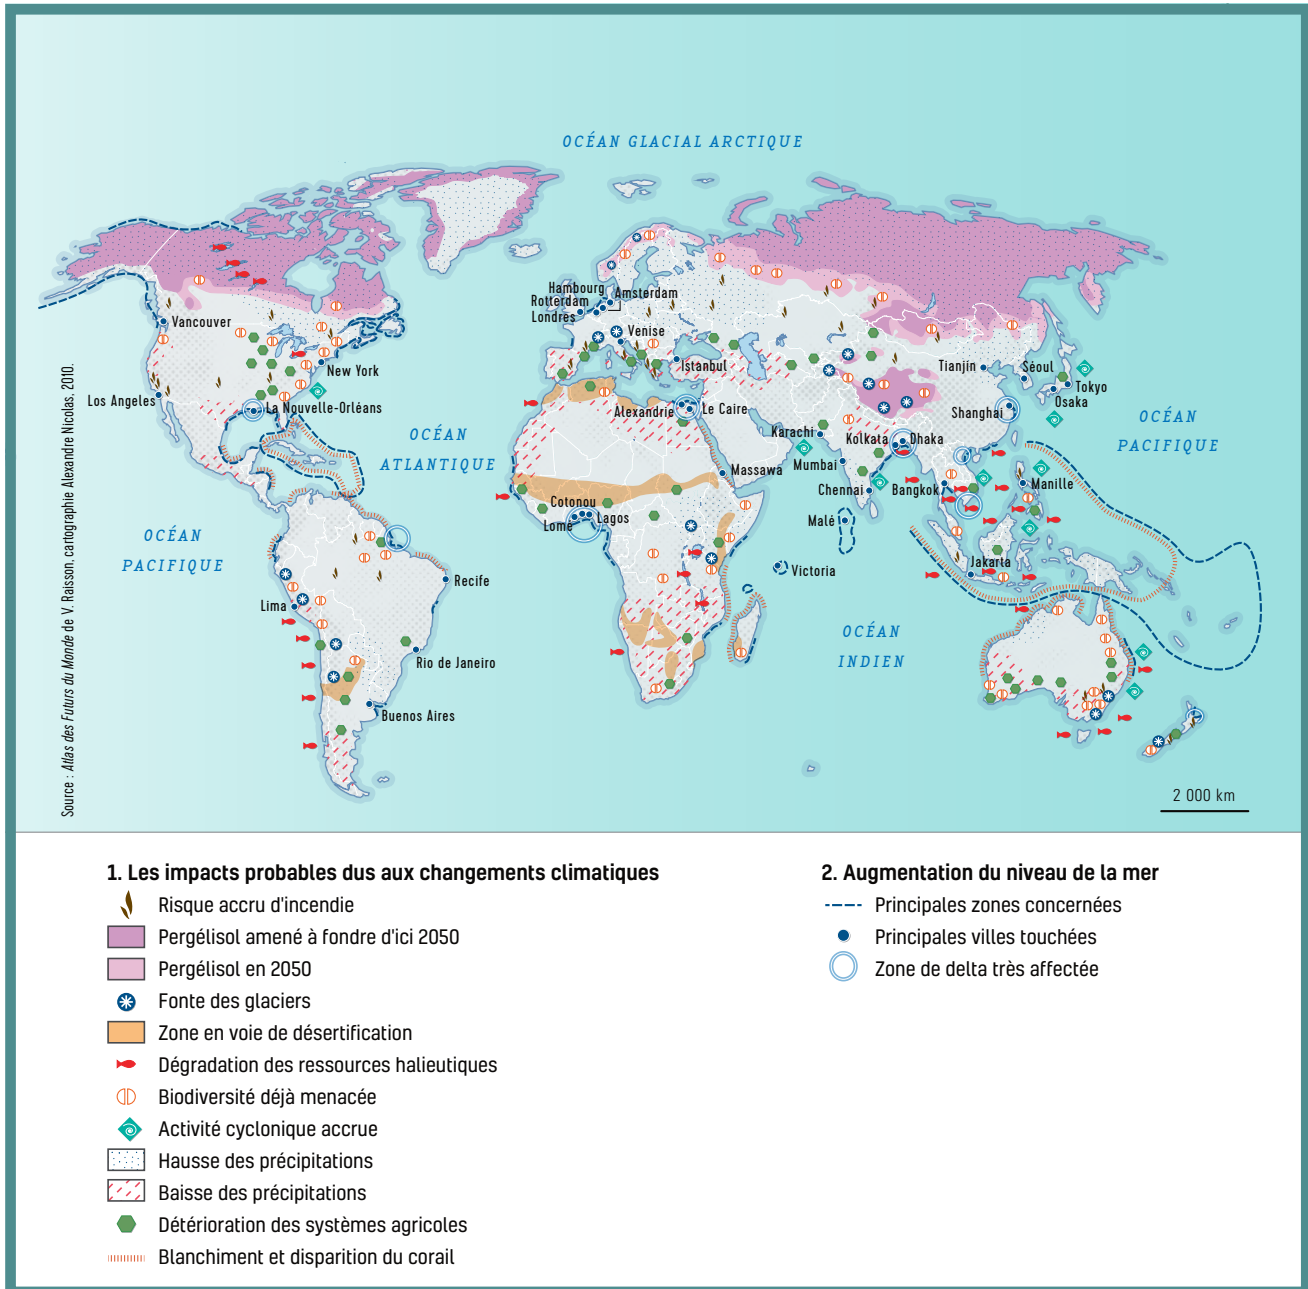 OCÉAN GLACIAL ARCTIQUE
Hambourg
Amsterdam
Rotterdam
Londres
Venise
Vancouver
New York
Istanbul
Tianjin
Séoul
Tokyo
Osaka
Los Angeles
La Nouvelle-Orléans
Alexandrie
Le Caire
Shanghai
OCÉAN
ATLANTIQUE
OCÉAN
PACIFIQUE
Karachi
Kolkata
Dhaka
Mumbai
Massawa
Chennai
Bangkok
Manille
Cotonou
Lomé
Lagos
Malé
OCÉAN
PACIFIQUE
Victoria
Jakarta
Recife
Lima
OCÉAN
INDIEN
Rio de Janeiro
Buenos Aires
2 000 km
Source : Atlas des Futurs du Monde de V. Raisson, cartographie Alexandre Nicolas, 2010.
1. Les impacts probables dus aux changements climatiques
Risque accru d'incendie
Pergélisol amené à fondre d'ici 2050
Pergélisol en 2050
Fonte des glaciers
Zone en voie de désertification
Dégradation des ressources halieutiques
Biodiversité déjà menacée
Activité cyclonique accrue
Hausse des précipitations
Baisse des précipitations
Détérioration des systèmes agricoles
Blanchiment et disparition du corail
2. Augmentation du niveau de la mer
Principales zones concernées
Principales villes touchées
Zone de delta très affectée